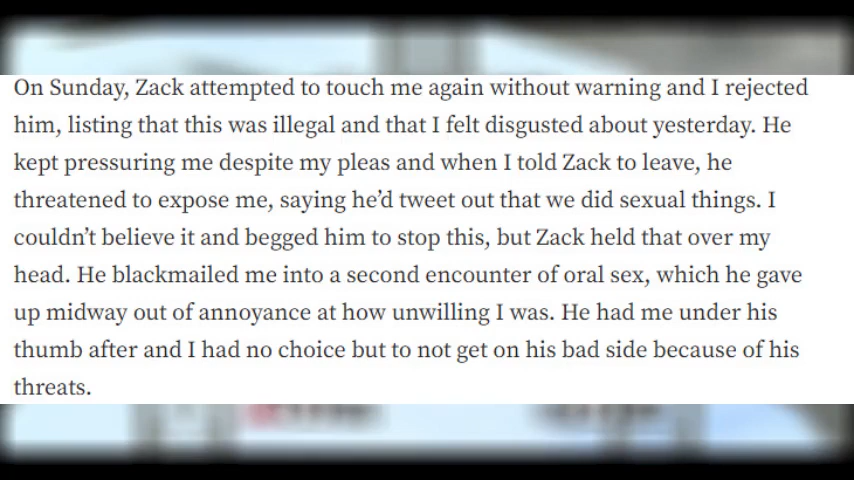 On Sunday, Zack attempted to touch me again without warning and I rejected
him, listing that this was illegal and that I felt disgusted about yesterday. He
kept pressuring me despite my pleas and when I told Zack to leave, he
threatened to expose me, saying he’d tweet out that we did sexual things. I
couldn’t believe it and begged him to stop this, but Zack held that over my
head. He blackmailed me into a second encounter of oral sex, which he gave
up midway out of annoyance at how unwilling I was. He had me under his
thumb after and I had no choice but to not get on his bad side because of his
threats.